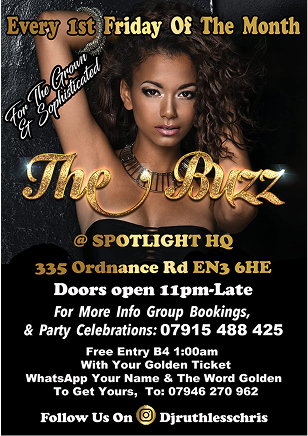 Every 1st Friday Of The Month
For The Grown
& Sophisticated
The Buzz
@ SPOTLIGHT HQ
335 Ordnance Rd EN3 6HE
Doors open 11pm-Late
For More Info Group Bookings,
& Party Celebrations: 07915 488 425
Free Entry B4 1:00am
With Your Golden Ticket
WhatsApp Your Name & The Word Golden
To Get Yours, To: 07946 270 962
Follow Us On Djruthlesschris